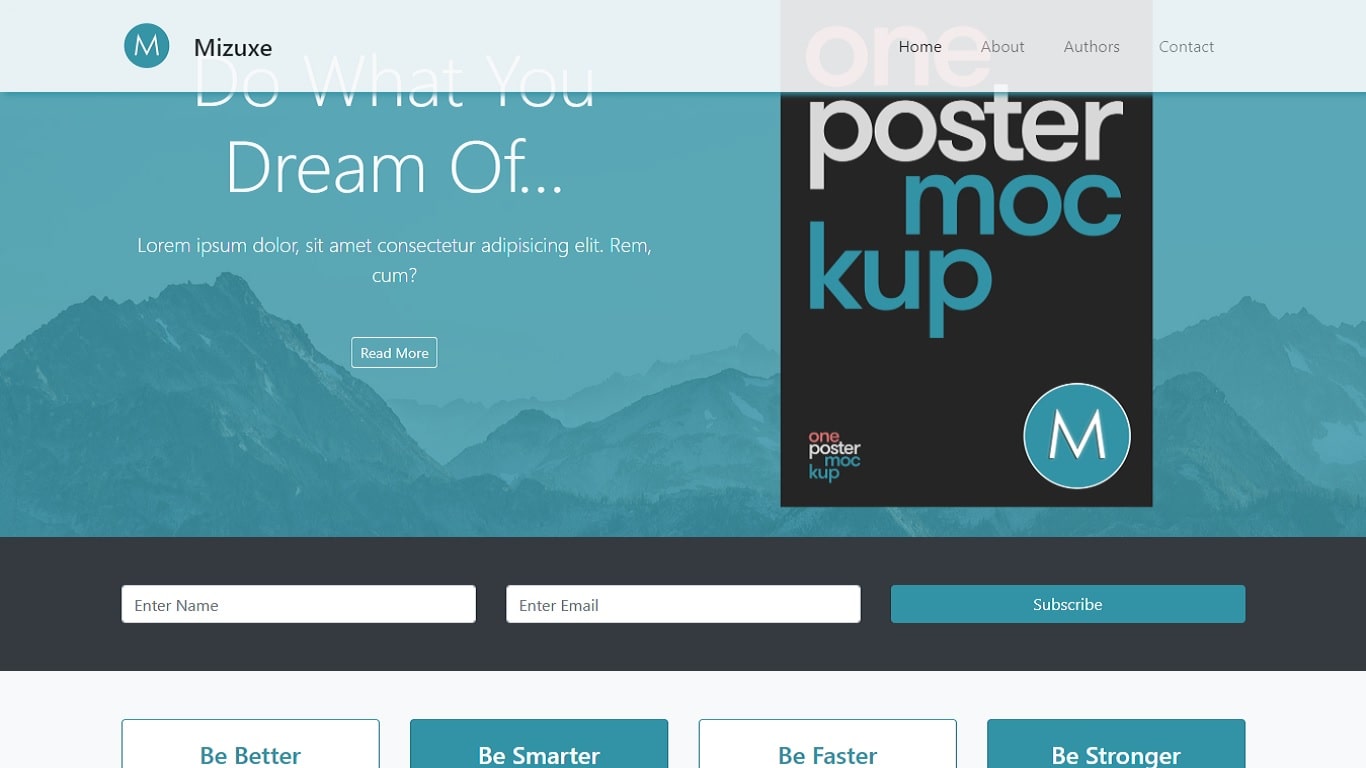 M
Mizuxe
Home
About
Authors
Contact
Do What You
Dream Of...
Lorem ipsum dolor, sit amet consectetur adipisicing elit. Rem,
cum?
Read More
one
poster
moc
kup
one
poster
moc
kup
M
Enter Name
Enter Email
Subscribe
Be Better
Be Smarter
Be Faster
Be Stronger